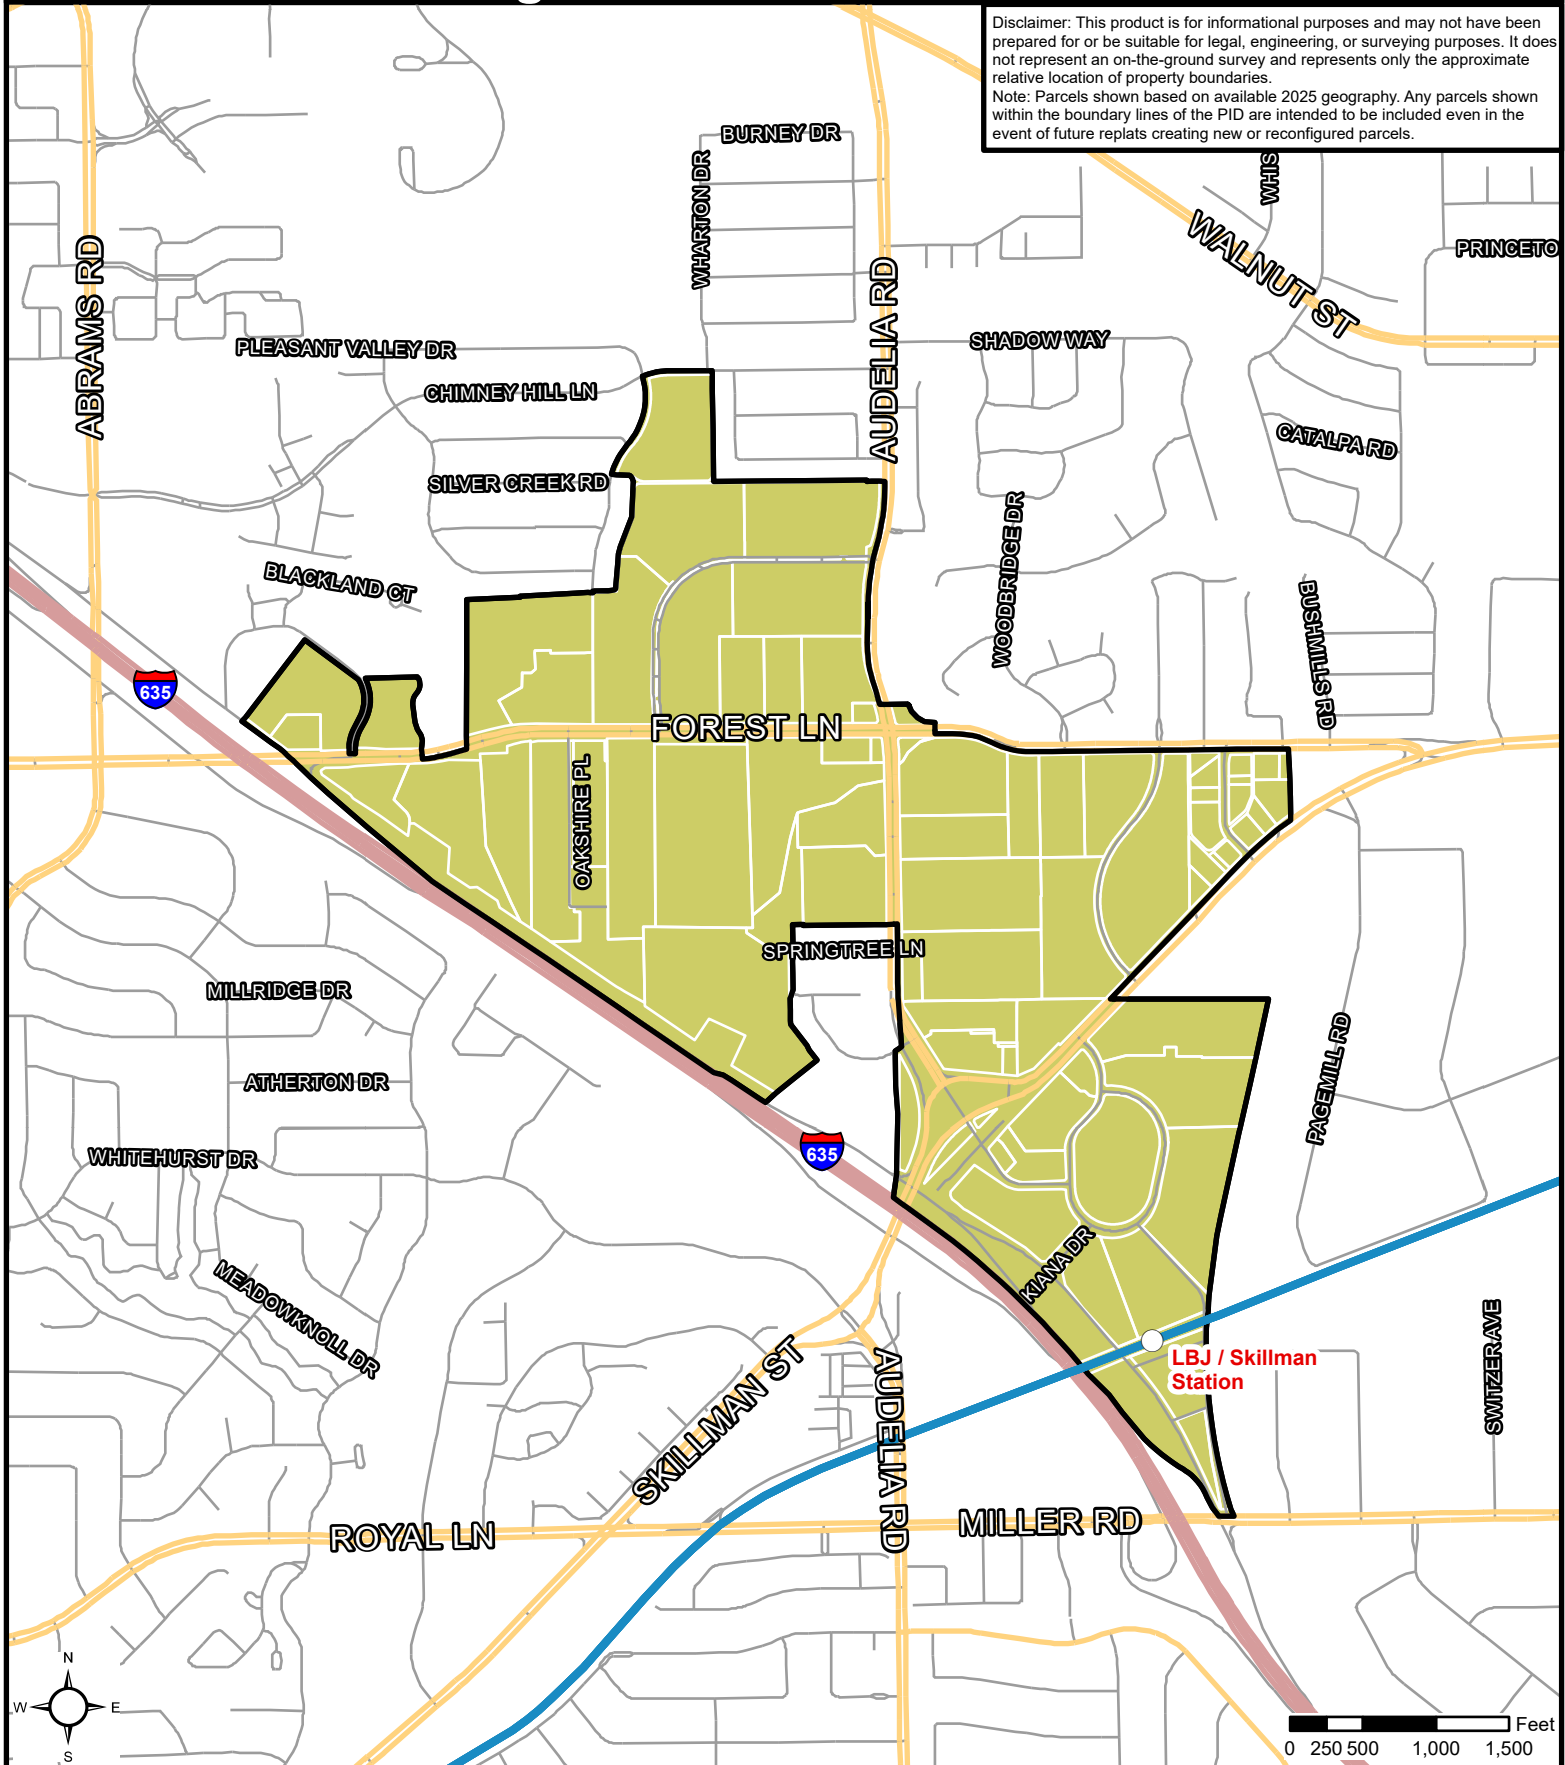 Disclaimer: This product is for informational purposes and may not have been
prepared for or be suitable for legal, engineering, or surveying purposes. It does
not represent an on-the-ground survey and represents only the approximate
relative location of property boundaries.
Note: Parcels shown based on available 2025 geography. Any parcels shown
within the boundary lines of the PID are intended to be included even in the
event of future replats creating new or reconfigured parcels.
BURNEY DR
WHARTON DR
WHIS
WALNUT ST
PRINCETO
ABRAMS RD
AUDELIA RD
PLEASANT VALLEY DR
SHADOW WAY
CHIMNEY HILL LN
CATALPA RD
SILVER CREEK RD
WOODBRIDGE DR
BLACKLAND CT
BUSHMILLS RD
635
FOREST LN
OAKSHIRE PL
SPRINGTREE LN
MILLRIDGE DR
PAGEMILL RD
ATHERTON DR
WHITEHURST DR
635
KIANA DR
MEADOWKNOLL DR
LBJ / Skillman
Station
SWITZER AVE
SKILLMAN ST
AUDELIA RD
ROYAL LN
MILLER RD
N
W
E
S
Feet
0 250 500 1,000 1,500